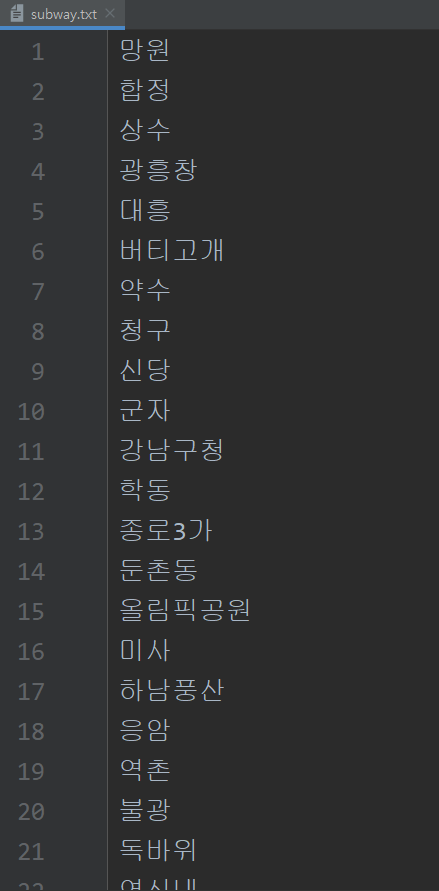 subway.txt
1 망원
2 합정
3 상수
4 광흥창
5 대흥
6 버티고개
7 약수
8 청구
9 신당
10 군자
11 강남구청
12 학동
13 종로3가
14 둔촌동
15 올림픽공원
16 미사
17 하남풍산
18 응암
19 역촌
20 불광
21 독바위